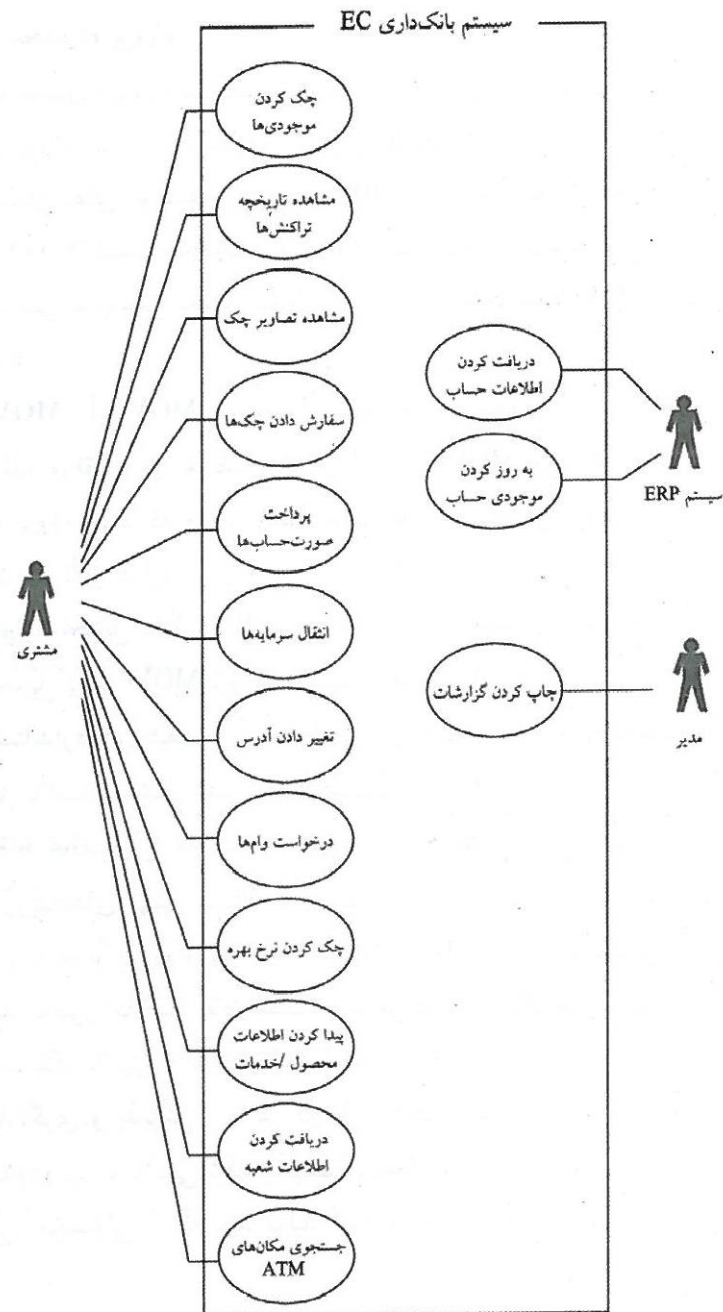 سیستم بانک‌داری EC
چک کردن
موجودی‌ها
مشاهده تاریخچه
تراکنش‌ها
مشاهده تصاویر چک
سفارش دادن چک‌ها
پرداخت
صورت‌حساب‌ها
انتقال سرمایه‌ها
تغییر دادن آدرس
درخواست وام‌ها
چک کردن نرخ بهره
پیدا کردن اطلاعات
محصول /خدمات
دریافت کردن
اطلاعات شعبه
جستجوی مکان‌های
ATM
مشتری
دریافت کردن
اطلاعات حساب
به روز کردن
موجودی حساب
سیستم ERP
چاپ کردن گزارشات
مدیر